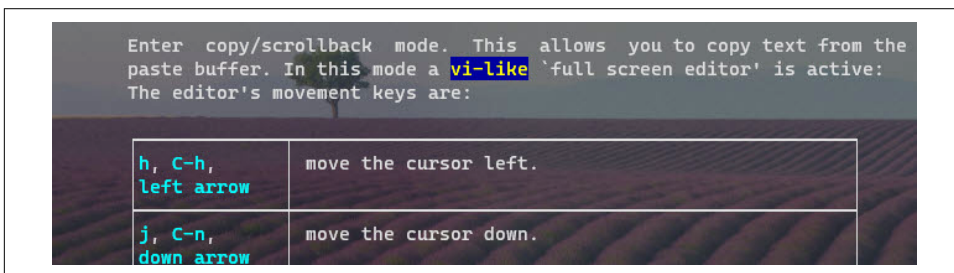 Enter  copy/scrollback  mode.  This  allows  you to copy text from the
paste buffer. In this mode a vi-like `full screen editor' is active:
The editor's movement keys are:
h, C-h,
left arrow
move the cursor left.
j, C-n,
down arrow
move the cursor down.